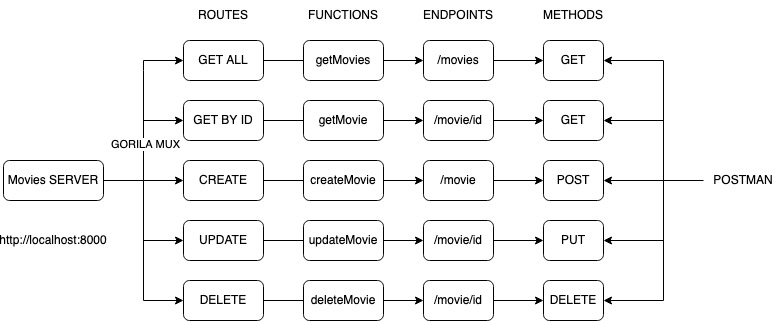 ROUTES FUNCTIONS ENDPOINTS METHODS
GET ALL getMovies /movies GET
GET BY ID getMovie /movie/id GET
GORILA MUX
Movies SERVER CREATE createMovie /movie POST POSTMAN
http://localhost:8000 UPDATE updateMovie /movie/id PUT
DELETE deleteMovie /movie/id DELETE